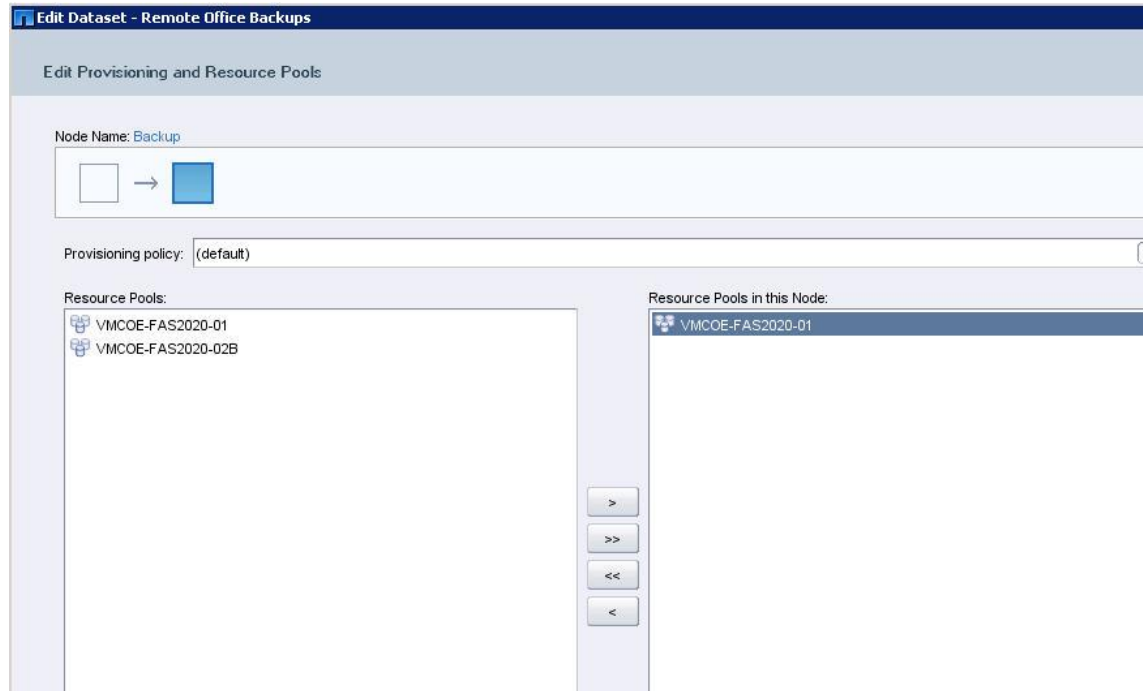 Edit Dataset - Remote Office Backups
Edit Provisioning and Resource Pools
Node Name: Backup
Provisioning policy: (default)
Resource Pools:
VMCOE-FAS2020-01
VMCOE-FAS2020-02B
>
>>
<<
<
Resource Pools in this Node:
VMCOE-FAS2020-01